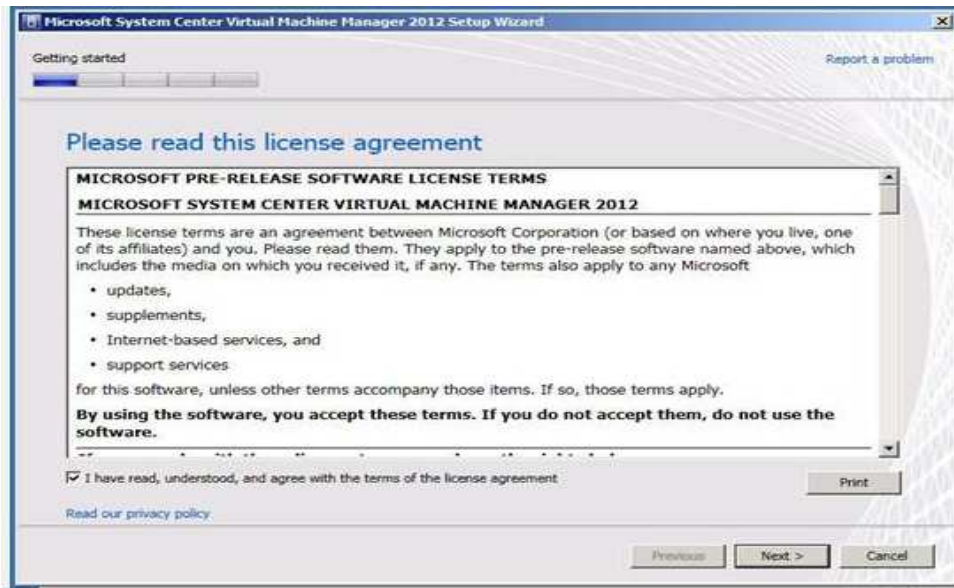 Microsoft System Center Virtual Machine Manager 2012 Setup Wizard
Getting started
Report a problem
Please read this license agreement
MICROSOFT PRE-RELEASE SOFTWARE LICENSE TERMS
MICROSOFT SYSTEM CENTER VIRTUAL MACHINE MANAGER 2012
These license terms are an agreement between Microsoft Corporation (or based on where you live, one
of its affiliates) and you. Please read them. They apply to the pre-release software named above, which
includes the media on which you received it, if any. The terms also apply to any Microsoft
• updates,
• supplements,
• Internet-based services, and
• support services
for this software, unless other terms accompany those items. If so, those terms apply.
By using the software, you accept these terms. If you do not accept them, do not use the
software.
I have read, understood, and agree with the terms of the license agreement
Print
Read our privacy policy
Previous
Next >
Cancel